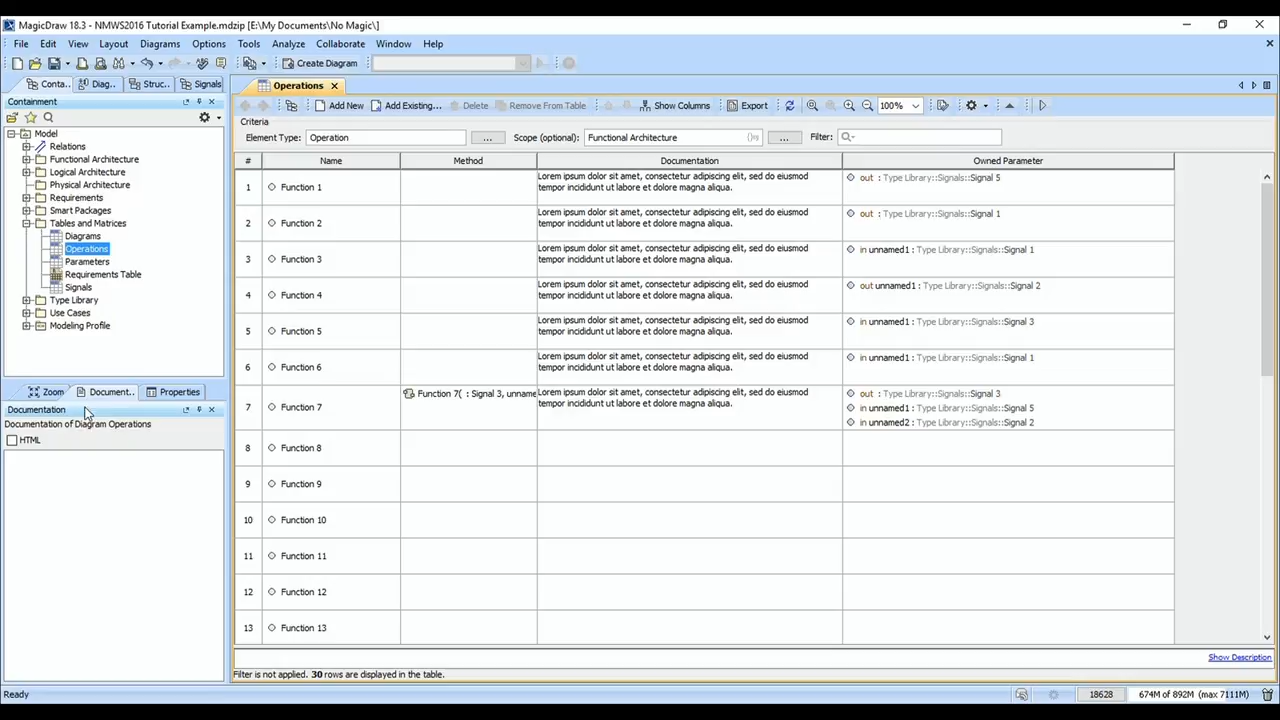 MagicDraw 18.3 - NMWS2016 Tutorial Example.mdzip [E:\My Documents\No Magic\]
File Edit View Layout Diagrams Options Tools Analyze Collaborate Window Help
Create Diagram
Conta.. Diag.. Struc.. Signals
Containment
Model
Relations
Functional Architecture
Logical Architecture
Physical Architecture
Requirements
Smart Packages
Tables and Matrices
Diagrams
Operations
Parameters
Requirements Table
Signals
Type Library
Use Cases
Modeling Profile
Zoom Document.. Properties
Documentation
Documentation of Diagram Operations
HTML
Operations
Add New Add Existing... Delete Remove From Table Show Columns Export 100%
Criteria
Element Type: Operation ... Scope (optional): Functional Architecture ... Filter:
# Name Method Documentation Owned Parameter
1 Function 1 Lorem ipsum dolor sit amet, consectetur adipiscing elit, sed do eiusmod out : Type Library::Signals::Signal 5
tempor incididunt ut labore et dolore magna aliqua.
2 Function 2 Lorem ipsum dolor sit amet, consectetur adipiscing elit, sed do eiusmod out : Type Library::Signals::Signal 1
tempor incididunt ut labore et dolore magna aliqua.
3 Function 3 Lorem ipsum dolor sit amet, consectetur adipiscing elit, sed do eiusmod in unnamed1 : Type Library::Signals::Signal 1
tempor incididunt ut labore et dolore magna aliqua.
4 Function 4 Lorem ipsum dolor sit amet, consectetur adipiscing elit, sed do eiusmod out unnamed1 : Type Library::Signals::Signal 2
tempor incididunt ut labore et dolore magna aliqua.
5 Function 5 Lorem ipsum dolor sit amet, consectetur adipiscing elit, sed do eiusmod in unnamed1 : Type Library::Signals::Signal 3
tempor incididunt ut labore et dolore magna aliqua.
6 Function 6 Lorem ipsum dolor sit amet, consectetur adipiscing elit, sed do eiusmod in unnamed1 : Type Library::Signals::Signal 1
tempor incididunt ut labore et dolore magna aliqua.
7 Function 7 Function 7( : Signal 3, unname Lorem ipsum dolor sit amet, consectetur adipiscing elit, sed do eiusmod out : Type Library::Signals::Signal 3
tempor incididunt ut labore et dolore magna aliqua. in unnamed1 : Type Library::Signals::Signal 5
in unnamed2 : Type Library::Signals::Signal 2
8 Function 8
9 Function 9
10 Function 10
11 Function 11
12 Function 12
13 Function 13
Show Description
Filter is not applied. 30 rows are displayed in the table.
Ready 18628 674M of 892M (max 7111M)